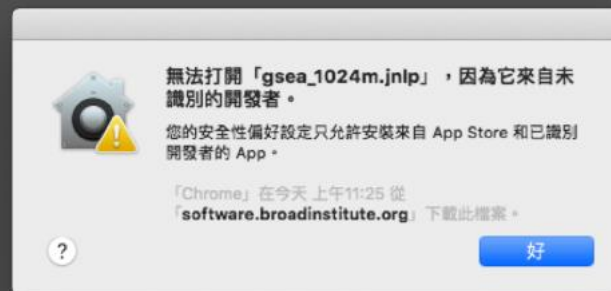 無法打開「gsea_1024m.jnlp」，因為它來自未
識別的開發者。
您的安全性偏好設定只允許安裝來自 App Store 和已識別
開發者的 App。
「Chrome」在今天 上午11:25 從
「software.broadinstitute.org」下載此檔案。
?
好